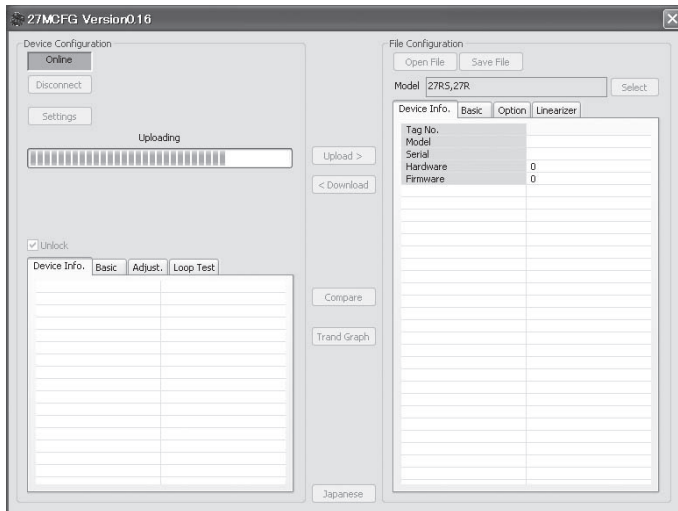 27MCFG Version0.16
Device Configuration
Online
Disconnect
Settings
Uploading
Unlock
Device Info. Basic Adjust. Loop Test
Upload >
< Download
Compare
Trand Graph
Japanese
File Configuration
Open File Save File
Model 27RS,27R Select
Device Info. Basic Option Linearizer
Tag No.
Model
Serial
Hardware 0
Firmware 0